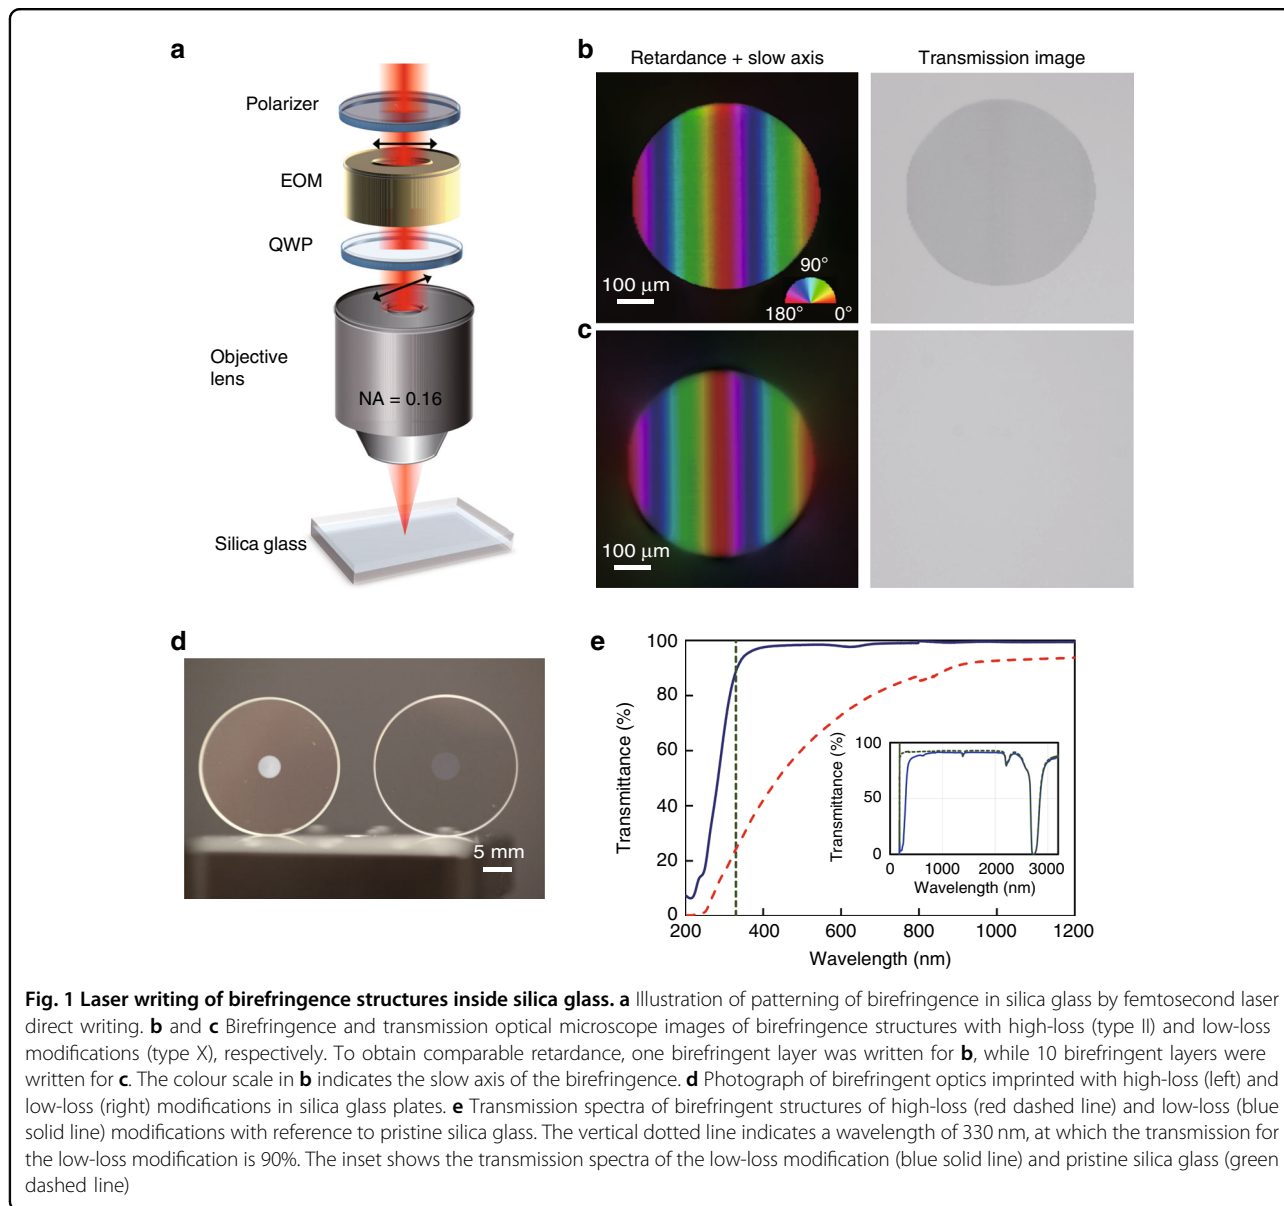 a
Polarizer
EOM
QWP
Objective
lens
NA = 0.16
Silica glass
b
Retardance + slow axis
Transmission image
100 μm
90°
180°
0°
c
100 μm
d
5 mm
e
100
80
60
40
20
0
Transmittance (%)
200
400
600
800
1000
1200
Wavelength (nm)
100
50
0
Transmittance (%)
0
1000
2000
3000
Wavelength (nm)
Fig. 1 Laser writing of birefringence structures inside silica glass. a Illustration of patterning of birefringence in silica glass by femtosecond laser
direct writing. b and c Birefringence and transmission optical microscope images of birefringence structures with high-loss (type II) and low-loss
modifications (type X), respectively. To obtain comparable retardance, one birefringent layer was written for b, while 10 birefringent layers were
written for c. The colour scale in b indicates the slow axis of the birefringence. d Photograph of birefringent optics imprinted with high-loss (left) and
low-loss (right) modifications in silica glass plates. e Transmission spectra of birefringent structures of high-loss (red dashed line) and low-loss (blue
solid line) modifications with reference to pristine silica glass. The vertical dotted line indicates a wavelength of 330 nm, at which the transmission for
the low-loss modification is 90%. The inset shows the transmission spectra of the low-loss modification (blue solid line) and pristine silica glass (green
dashed line)